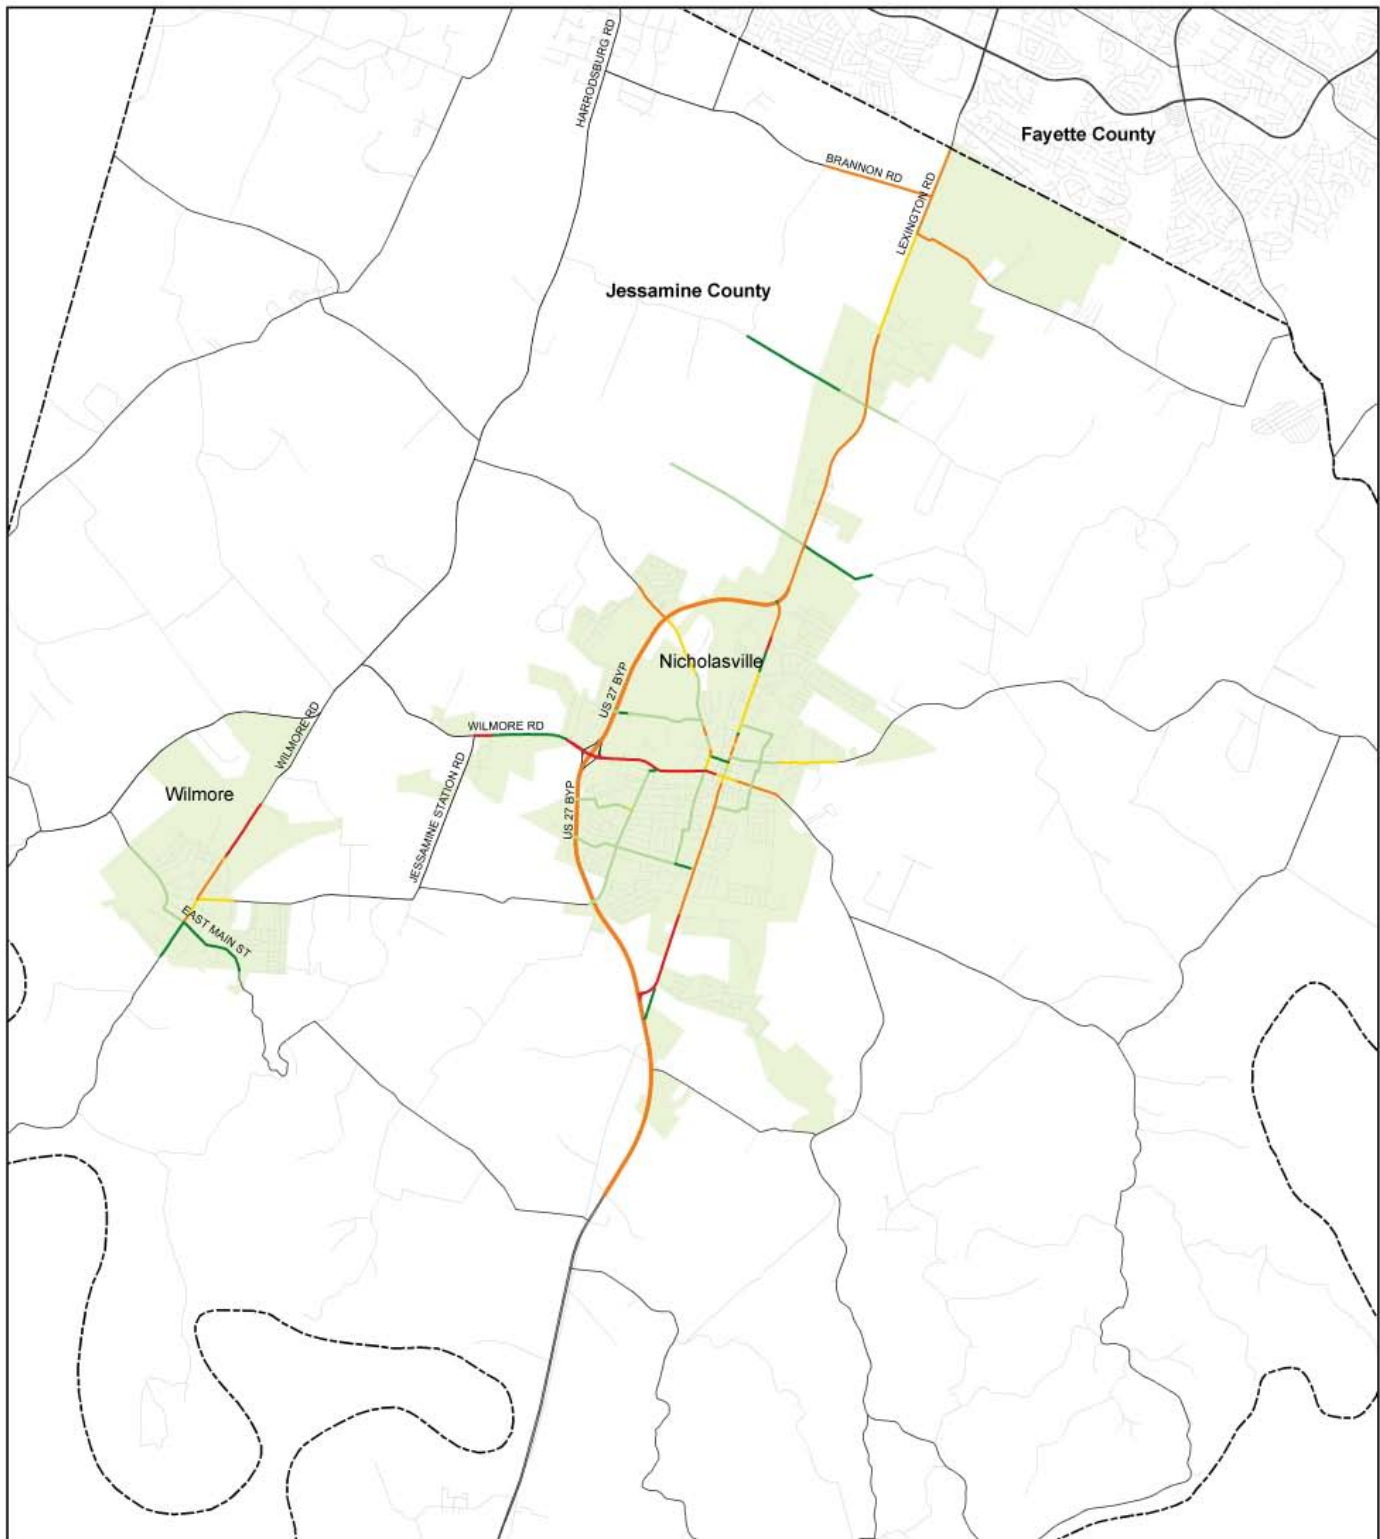 HARRODSBURG RD
Fayette County
BRANNON RD
LEXINGTON RD
Jessamine County
Nicholasville
US 27 BYP
WILMORE RD
WILMORE RD
JESSAMINE STATION RD
Wilmore
US 27 BYP
EAST MAIN ST